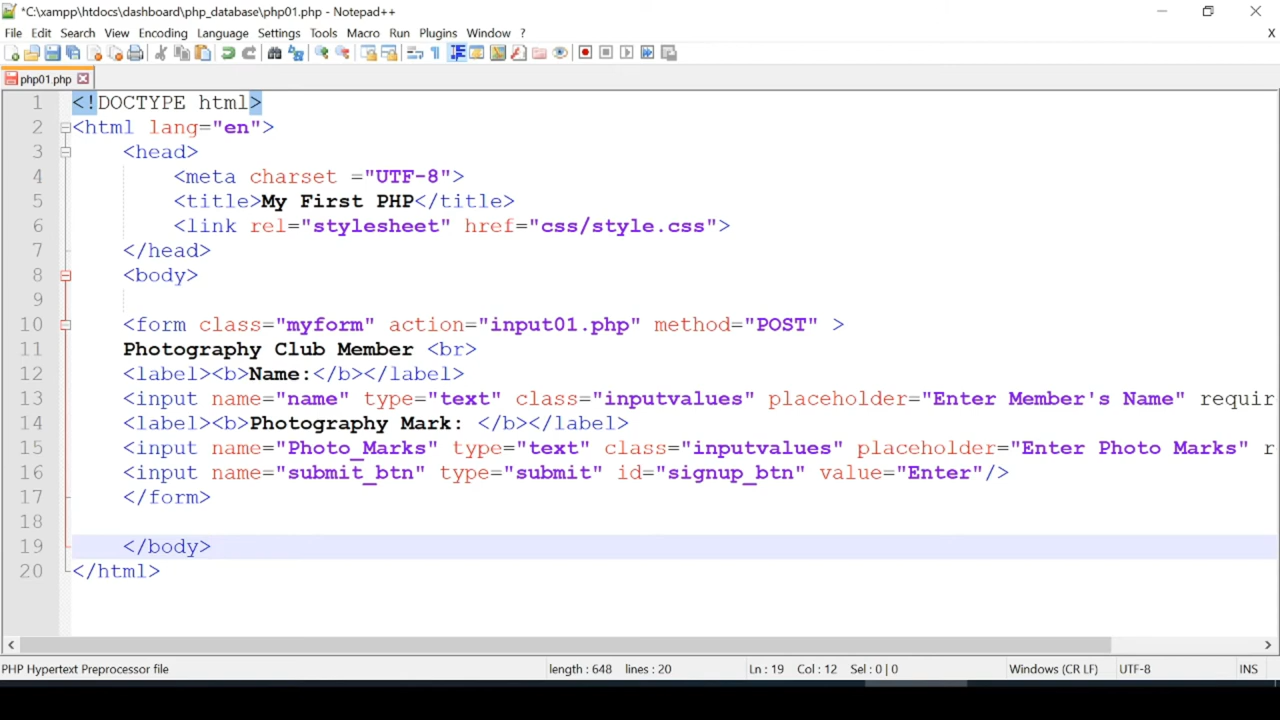 *C:\xampp\htdocs\dashboard\php_database\php01.php - Notepad++
File Edit Search View Encoding Language Settings Tools Macro Run Plugins Window ? X
php01.php
1 <!DOCTYPE html>
2 <html lang="en">
3 <head>
4 <meta charset ="UTF-8">
5 <title>My First PHP</title>
6 <link rel="stylesheet" href="css/style.css">
7 </head>
8 <body>
9
10 <form class="myform" action="input01.php" method="POST" >
11 Photography Club Member <br>
12 <label><b>Name:</b></label>
13 <input name="name" type="text" class="inputvalues" placeholder="Enter Member's Name" requir
14 <label><b>Photography Mark: </b></label>
15 <input name="Photo_Marks" type="text" class="inputvalues" placeholder="Enter Photo Marks" r
16 <input name="submit_btn" type="submit" id="signup_btn" value="Enter"/>
17 </form>
18
19 </body>
20 </html>
PHP Hypertext Preprocessor file length : 648 lines : 20 Ln : 19 Col : 12 Sel : 0 | 0 Windows (CR LF) UTF-8 INS